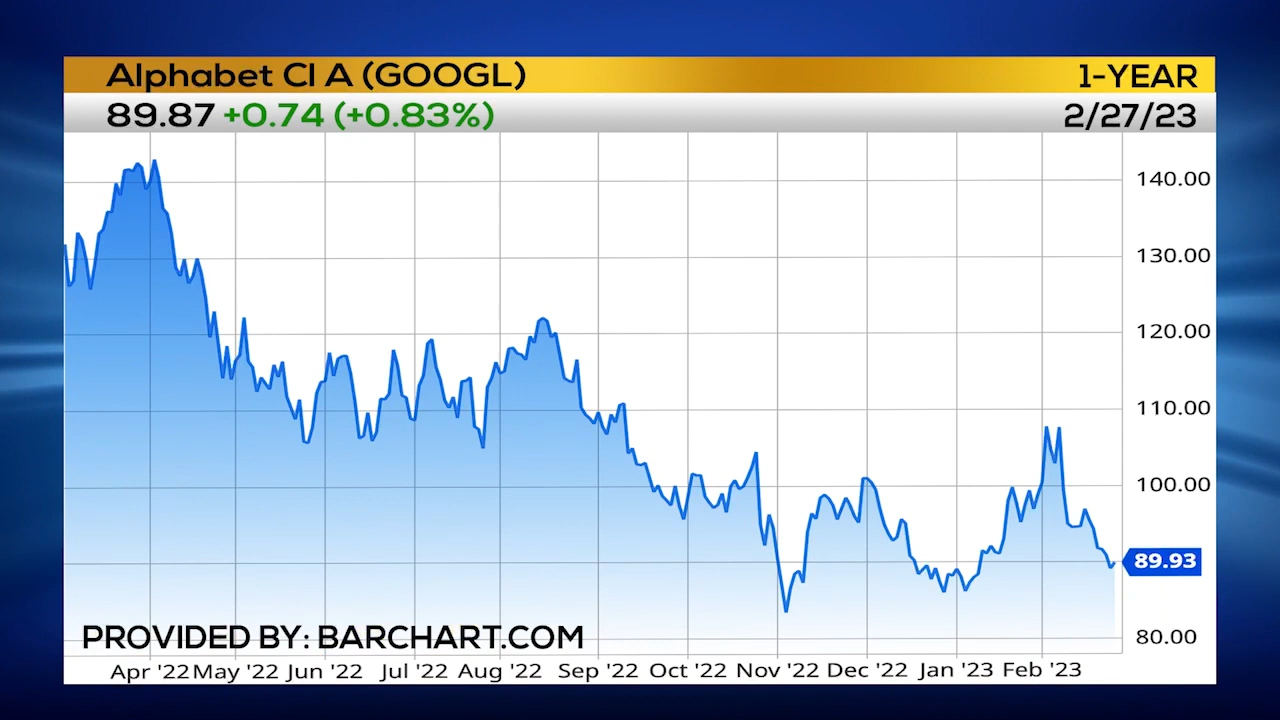 Alphabet Cl A (GOOGL)
1-YEAR
89.87 +0.74 (+0.83%)
2/27/23
140.00
130.00
120.00
110.00
100.00
89.93
80.00
PROVIDED BY: BARCHART.COM
Apr '22 May '22 Jun '22 Jul '22 Aug '22 Sep '22 Oct '22 Nov '22 Dec '22 Jan '23 Feb '23